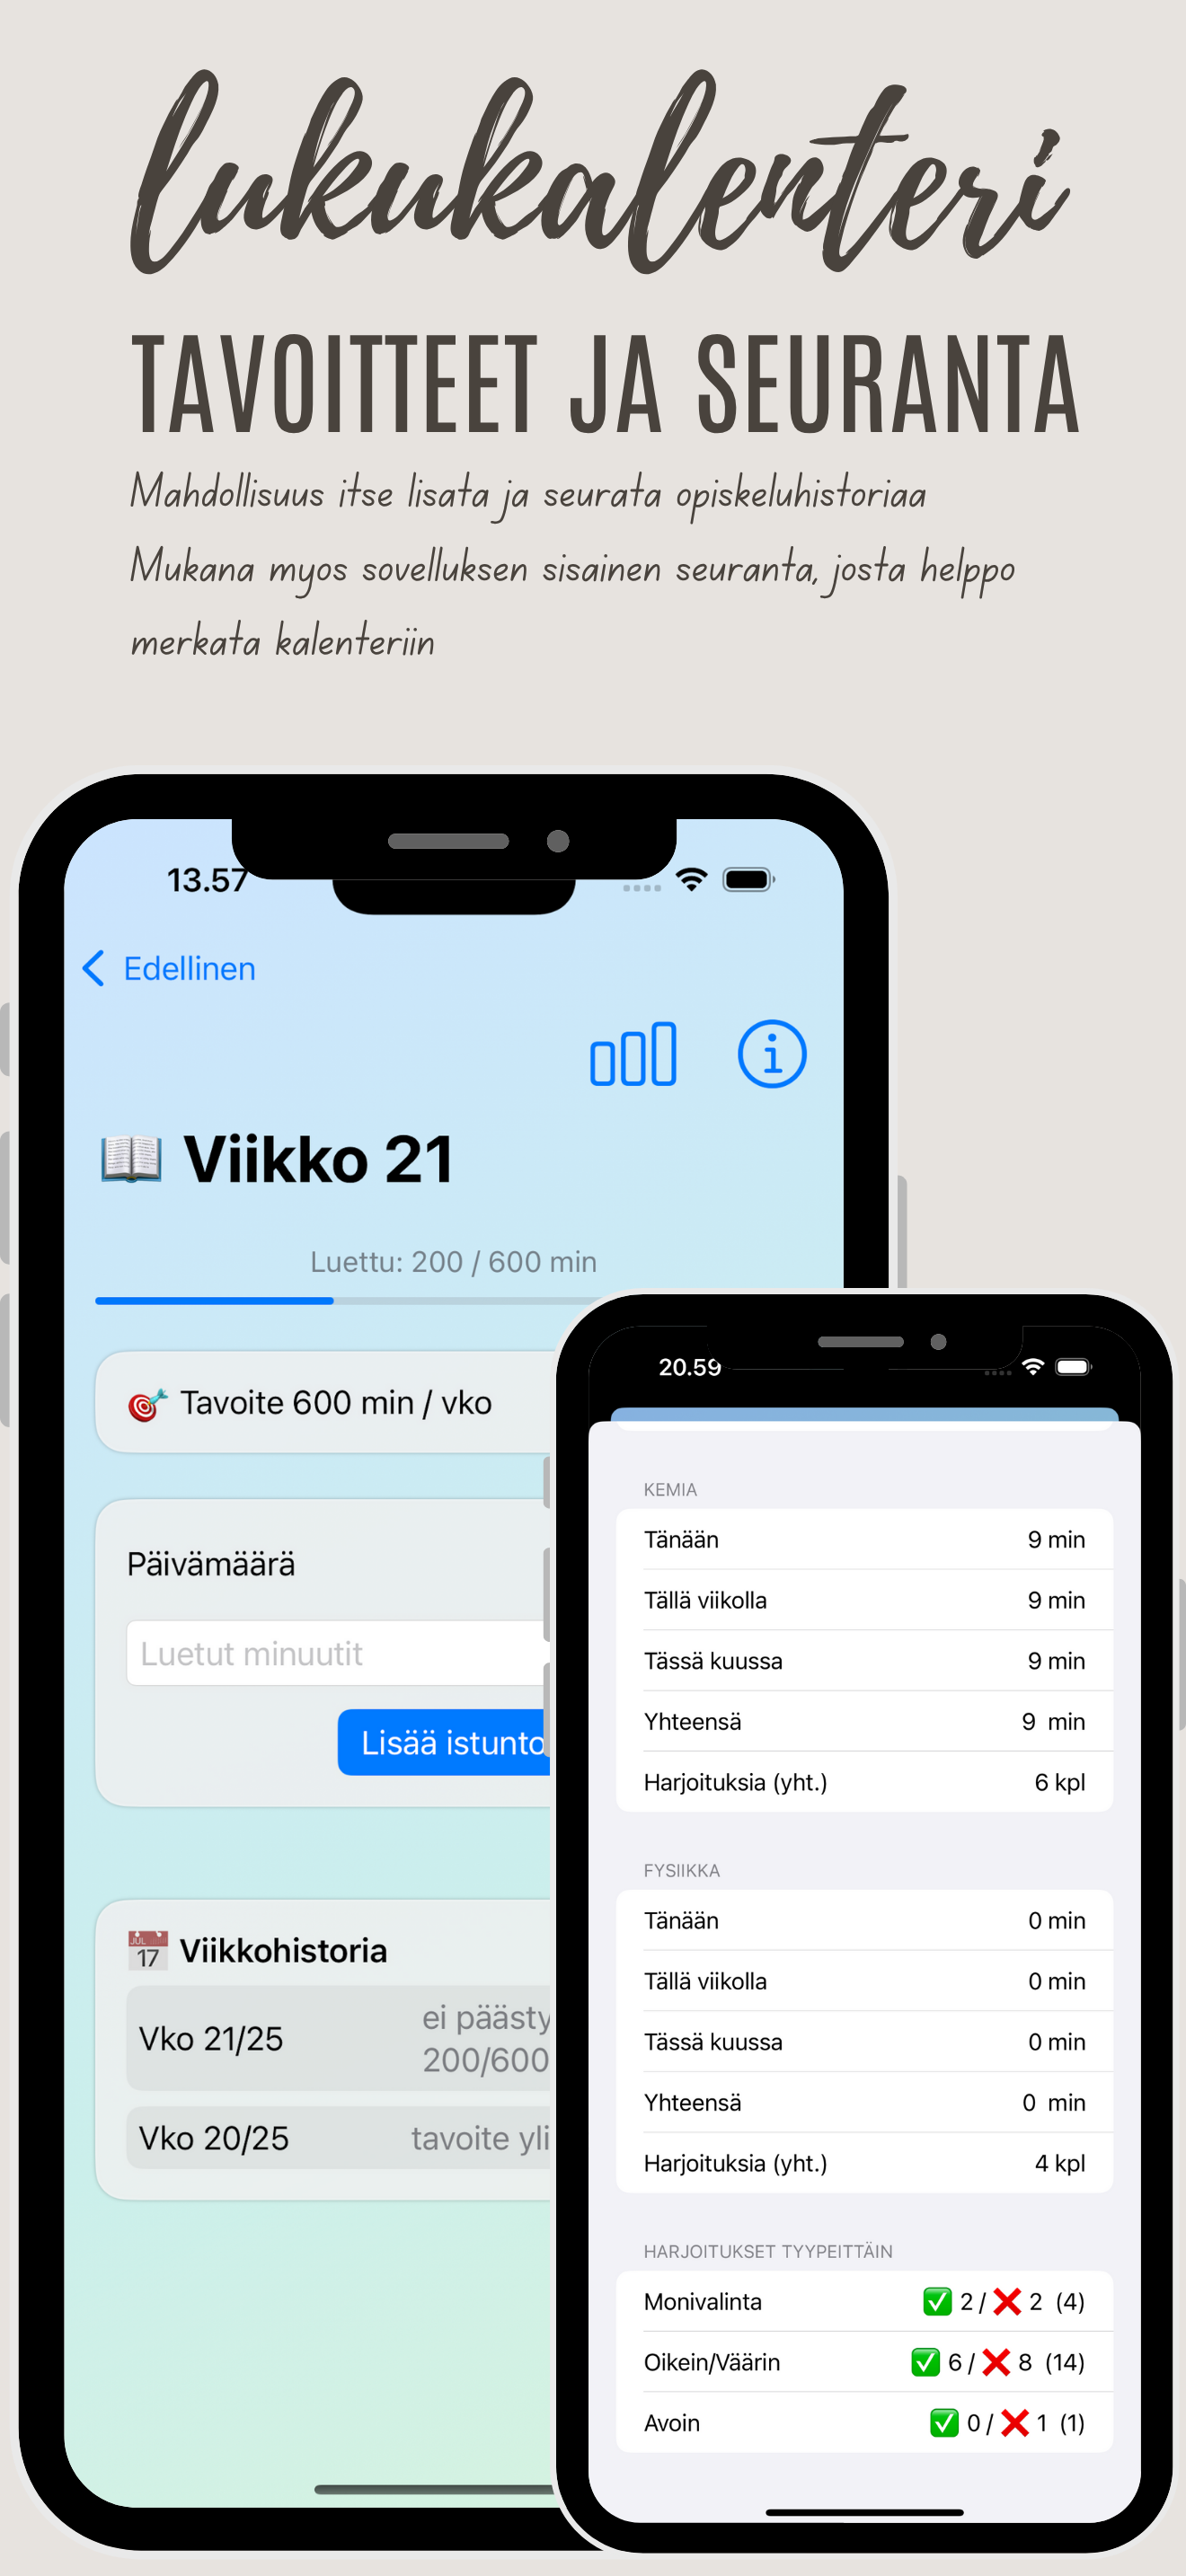 lukukalenteri
TAVOITTEET JA SEURANTA
Mahdollisuus itse lisata ja seurata opiskeluhistoriaa
Mukana myos sovelluksen sisainen seuranta, josta helppo
merkata kalenteriin
13.57
Edellinen
📖 Viikko 21
Luettu: 200 / 600 min
🎯 Tavoite 600 min / vko
Päivämäärä
Luetut minuutit
Lisää istunto
JUL 17 Viikkohistoria
Vko 21/25 ei päästy
200/600
Vko 20/25 tavoite yli
20.59
KEMIA
Tänään 9 min
Tällä viikolla 9 min
Tässä kuussa 9 min
Yhteensä 9 min
Harjoituksia (yht.) 6 kpl
FYSIIKKA
Tänään 0 min
Tällä viikolla 0 min
Tässä kuussa 0 min
Yhteensä 0 min
Harjoituksia (yht.) 4 kpl
HARJOITUKSET TYYPEITTÄIN
Monivalinta ✅ 2 / ❌ 2 (4)
Oikein/Väärin ✅ 6 / ❌ 8 (14)
Avoin ✅ 0 / ❌ 1 (1)